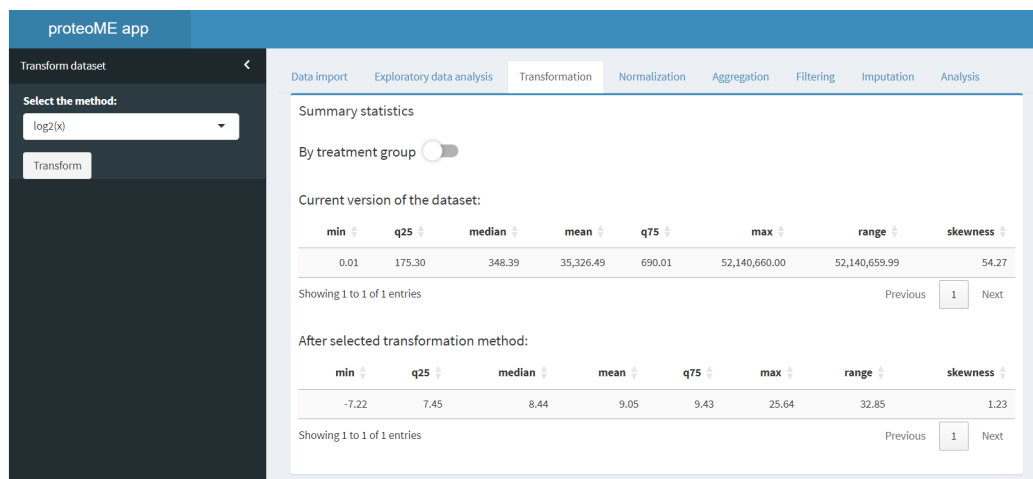 proteoME app
Transform dataset
Select the method:
log2(x)
Transform
Data import Exploratory data analysis Transformation Normalization Aggregation Filtering Imputation Analysis
Summary statistics
By treatment group
Current version of the dataset:
min q25 median mean q75 max range skewness
0.01 175.30 348.39 35,326.49 690.01 52,140,660.00 52,140,659.99 54.27
Showing 1 to 1 of 1 entries Previous 1 Next
After selected transformation method:
min q25 median mean q75 max range skewness
-7.22 7.45 8.44 9.05 9.43 25.64 32.85 1.23
Showing 1 to 1 of 1 entries Previous 1 Next